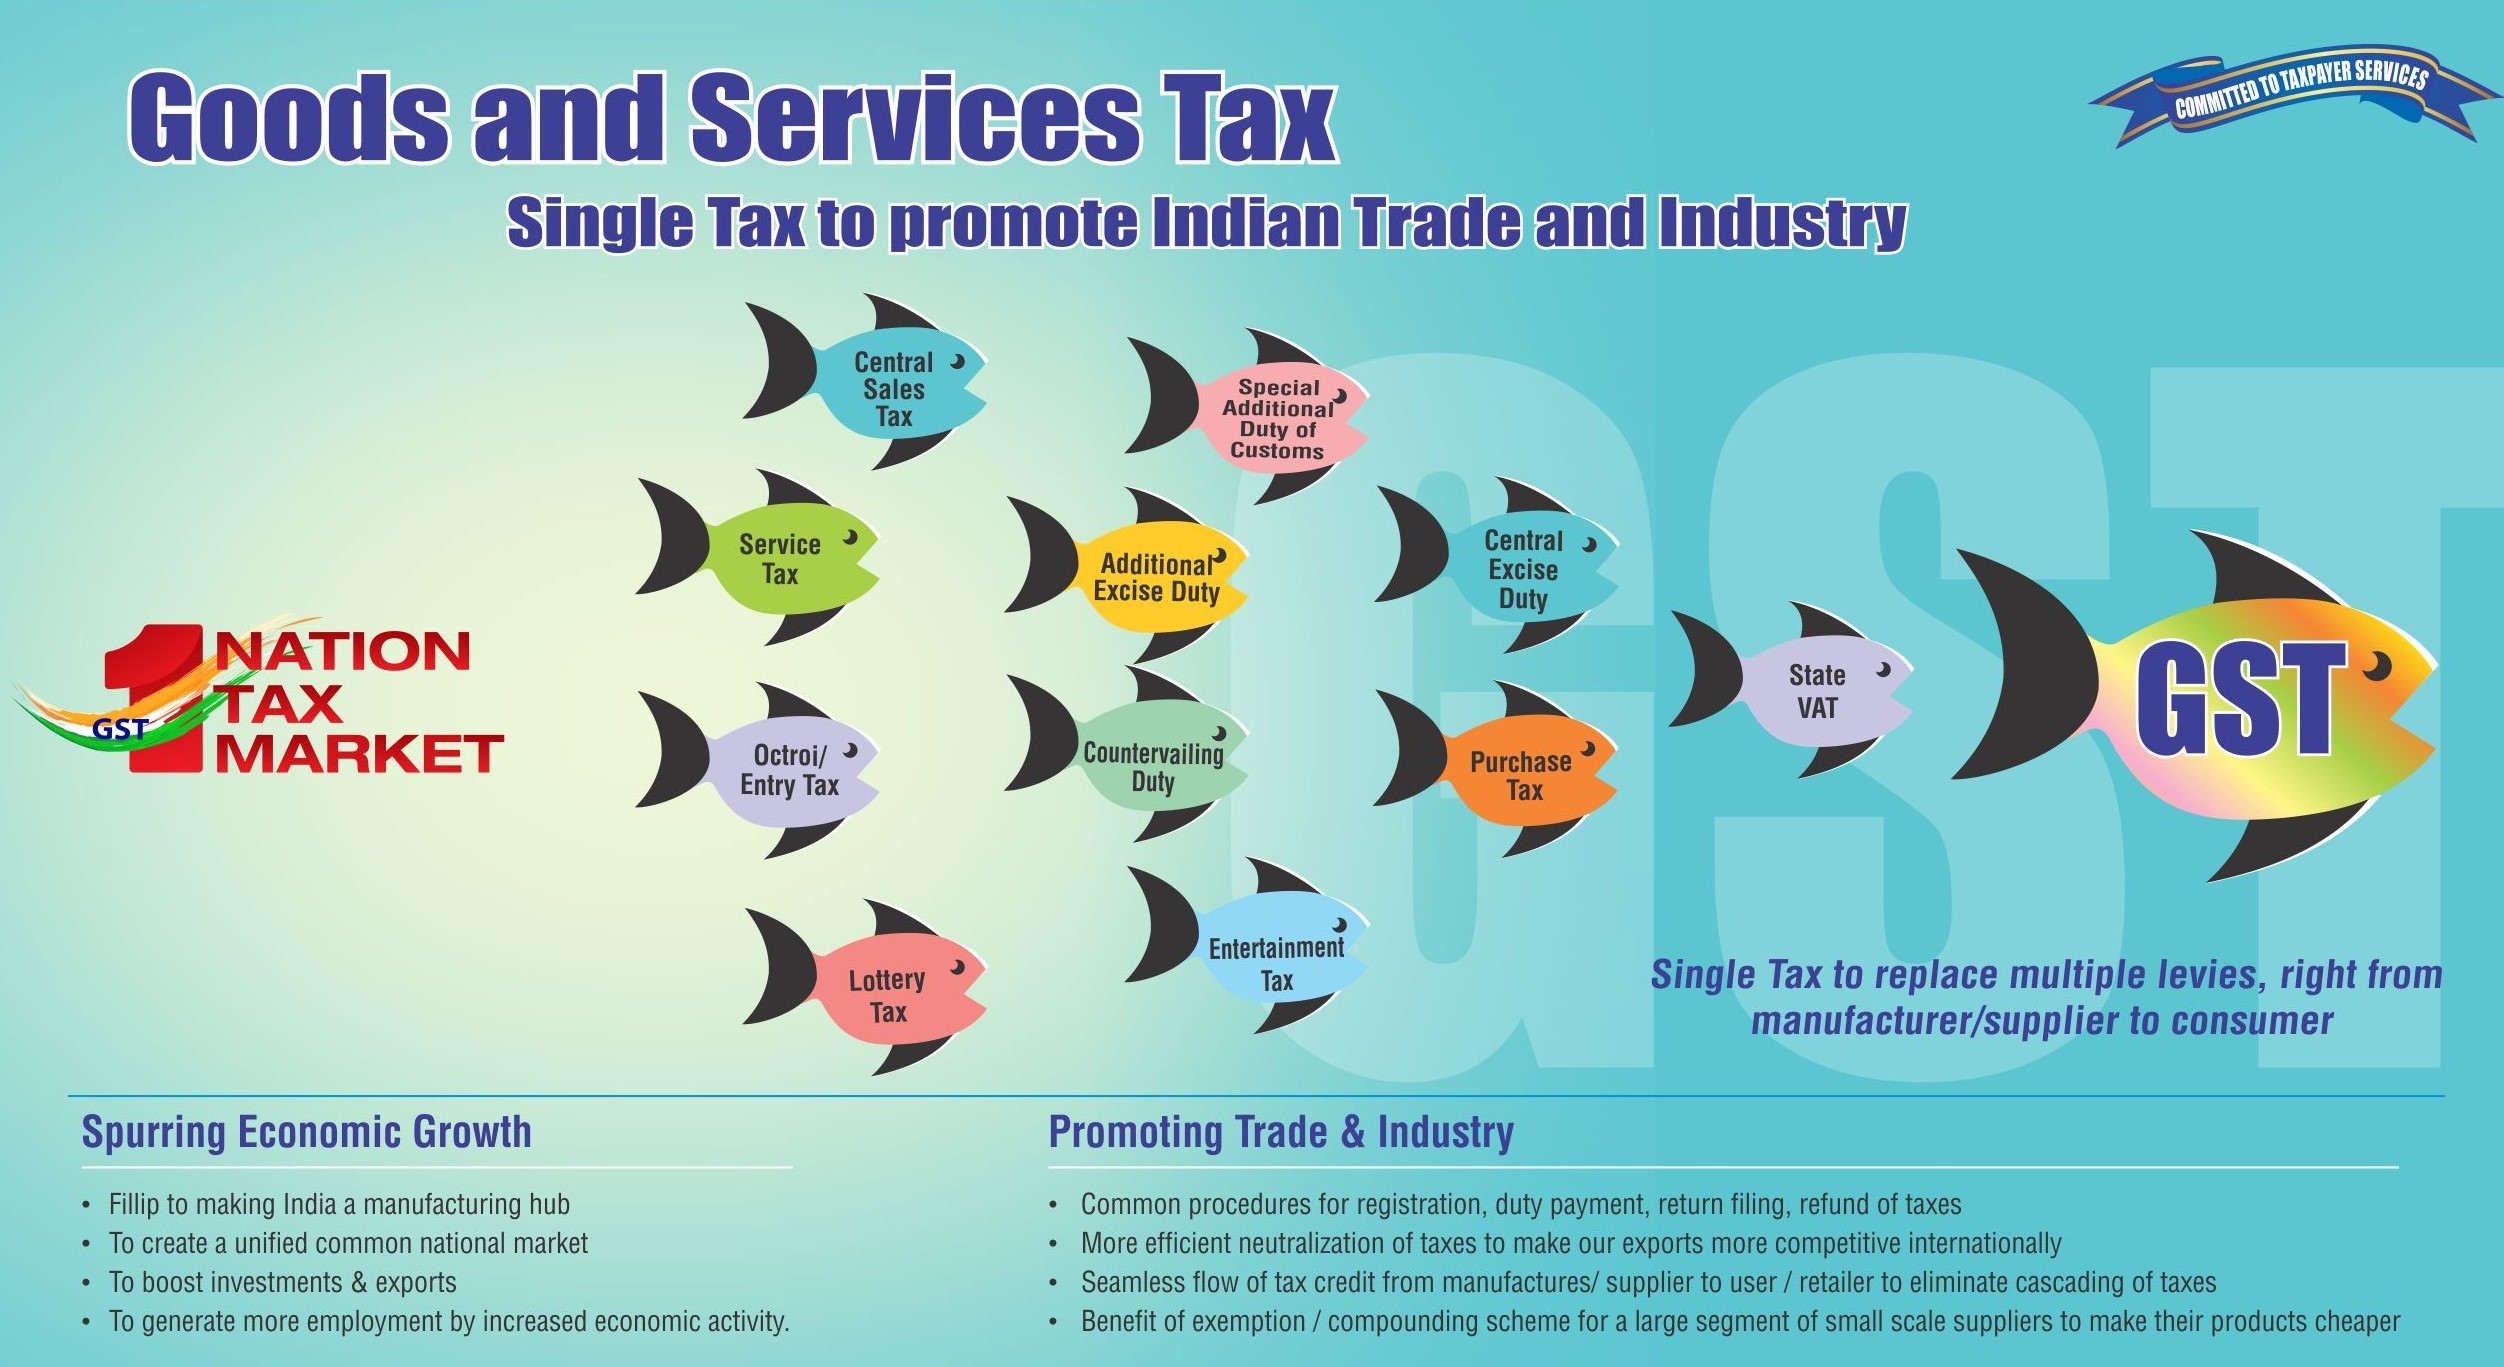 Goods and Services Tax
COMMITTED TO TAXPAYER SERVICES
Single Tax to promote Indian Trade and Industry
Central
Sales
Tax
Special
Additional
Duty of
Customs
Service
Tax
Additional
Excise Duty
Central
Excise
Duty
1 NATION
TAX
MARKET
GST
Octroi/
Entry Tax
Countervailing
Duty
Purchase
Tax
State
VAT
GST
GST
Lottery
Tax
Entertainment
Tax
Single Tax to replace multiple levies, right from
manufacturer/supplier to consumer
Spurring Economic Growth
• Fillip to making India a manufacturing hub
• To create a unified common national market
• To boost investments & exports
• To generate more employment by increased economic activity.
Promoting Trade & Industry
• Common procedures for registration, duty payment, return filing, refund of taxes
• More efficient neutralization of taxes to make our exports more competitive internationally
• Seamless flow of tax credit from manufactures/ supplier to user / retailer to eliminate cascading of taxes
• Benefit of exemption / compounding scheme for a large segment of small scale suppliers to make their products cheaper